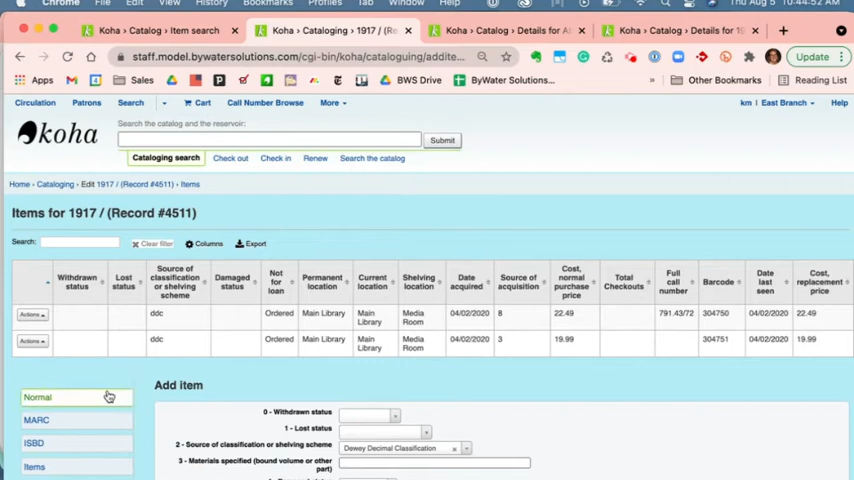 Chrome File Edit View History Bookmarks Profiles Tab Window Help Thu Aug 5 10:44:52
Koha › Catalog › Item search × Koha › Cataloging › 1917 / (Re × Koha › Catalog › Details for A × Koha › Catalog › Details for 19 × +
staff.model.bywatersolutions.com/cgi-bin/koha/cataloguing/addite... Update
Apps Sales BWS Drive ByWater Solutions... » Other Bookmarks Reading List
Circulation Patrons Search Cart Call Number Browse More km | East Branch Help
koha
Search the catalog and the reservoir:
Submit
Cataloging search Check out Check in Renew Search the catalog
Home › Cataloging › Edit 1917 / (Record #4511) › Items
Items for 1917 / (Record #4511)
Search: Clear filter Columns Export
Withdrawn status Lost status Source of classification or shelving scheme Damaged status Not for loan Permanent location Current location Shelving location Date acquired Source of acquisition Cost, normal purchase price Total Checkouts Full call number Barcode Date last seen Cost, replacement price
Actions ddc Ordered Main Library Main Library Media Room 04/02/2020 8 22.49 791.43/72 304750 04/02/2020 22.49
Actions ddc Ordered Main Library Main Library Media Room 04/02/2020 3 19.99 304751 04/02/2020 19.99
Normal
MARC
ISBD
Items
Add item
0 - Withdrawn status
1 - Lost status
2 - Source of classification or shelving scheme Dewey Decimal Classification ×
3 - Materials specified (bound volume or other part)